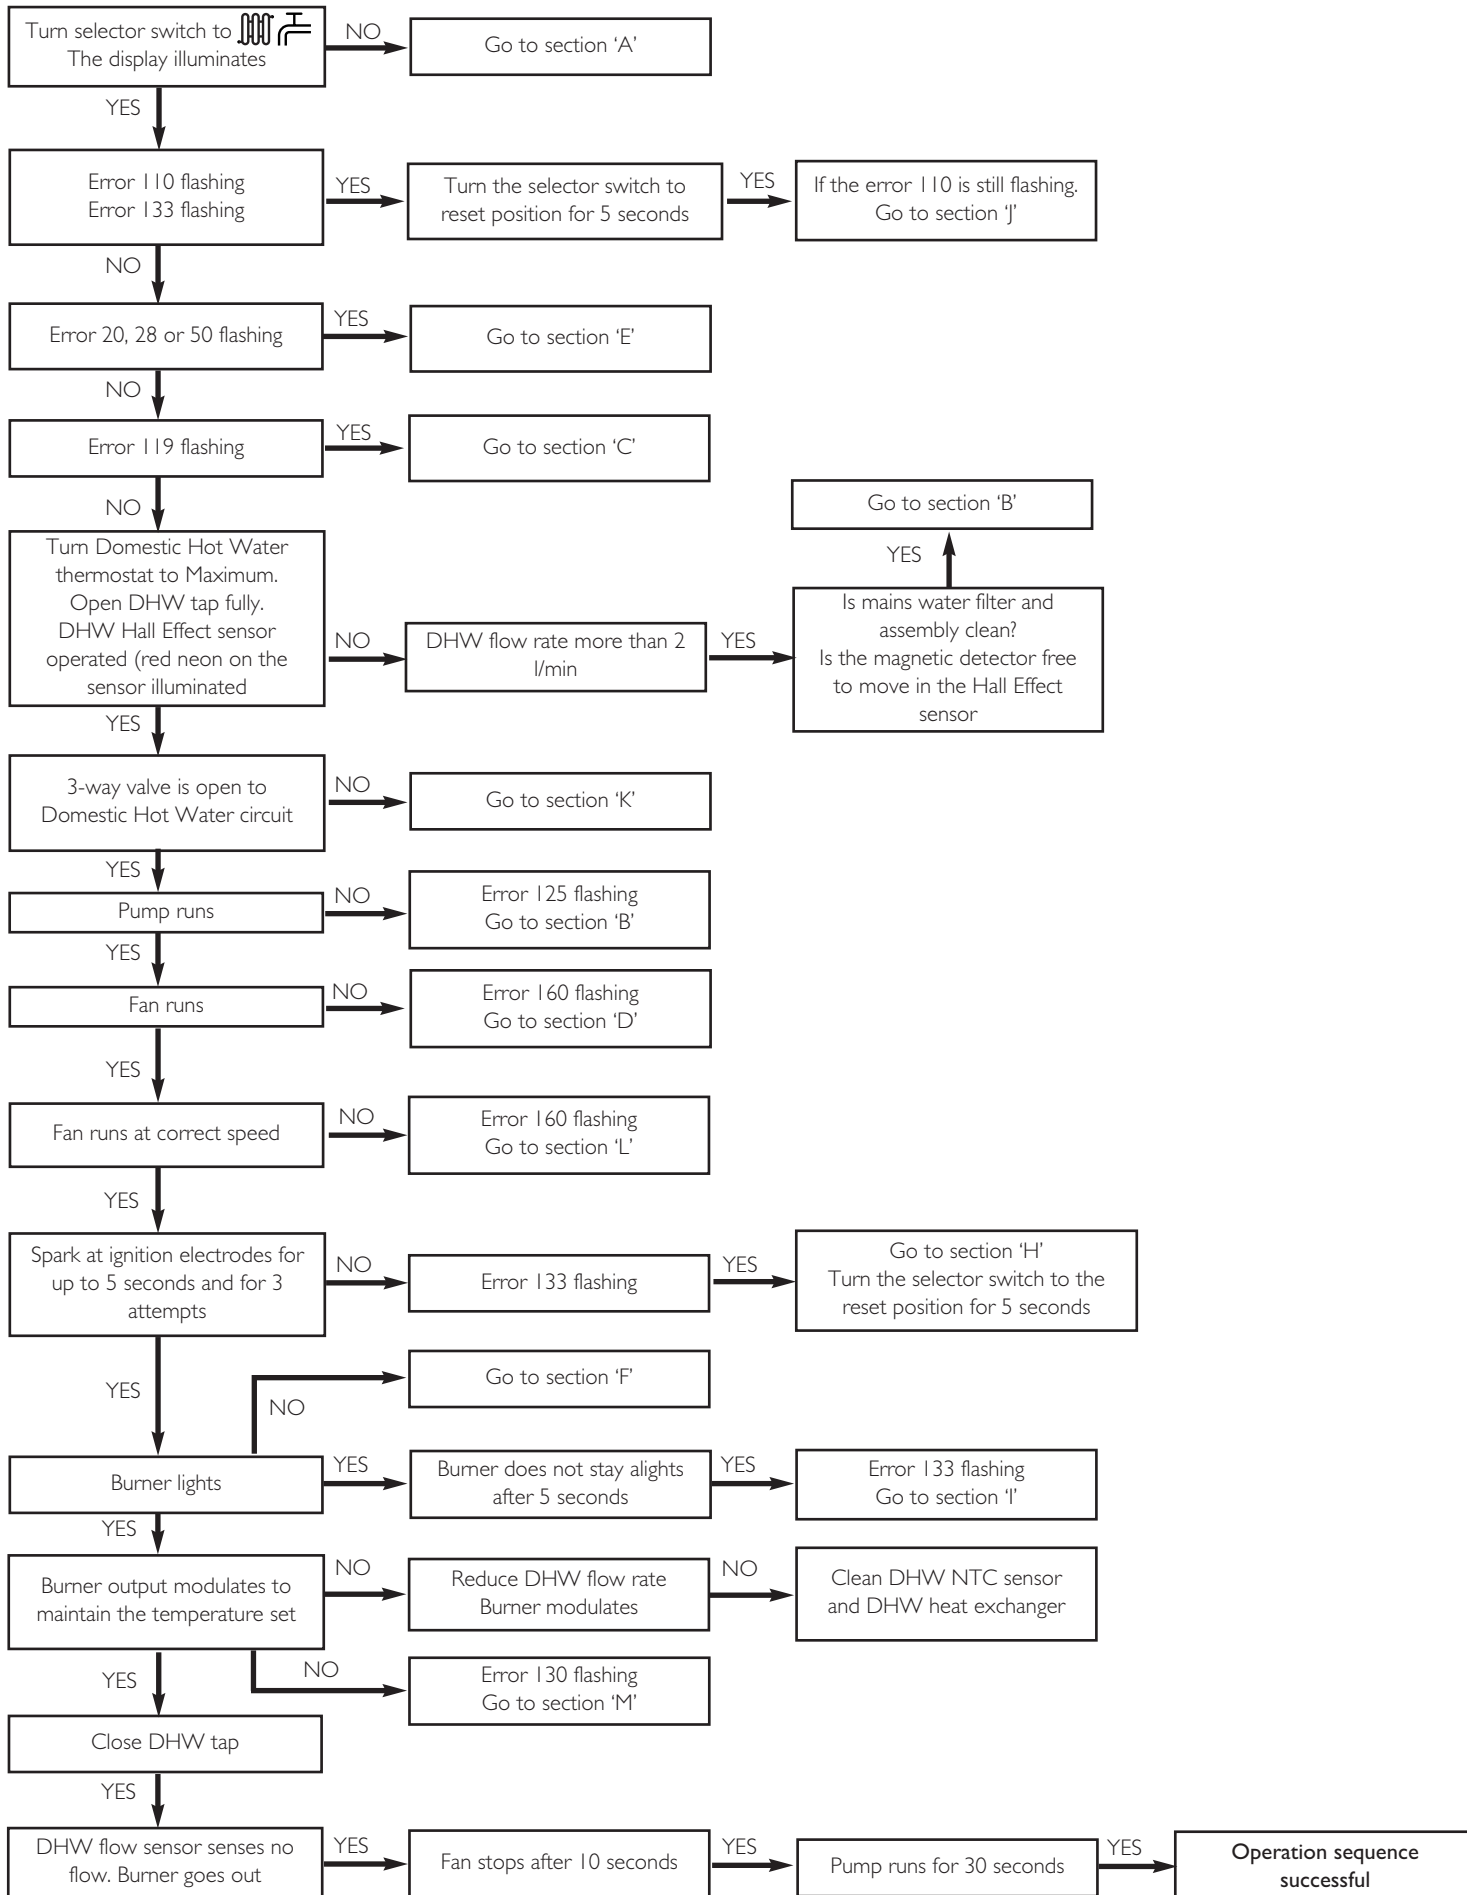 Turn selector switch to
The display illuminates
NO
Go to section ‘A’
YES
Error 110 flashing
Error 133 flashing
YES
Turn the selector switch to
reset position for 5 seconds
YES
If the error 110 is still flashing.
Go to section ‘J’
NO
Error 20, 28 or 50 flashing
YES
Go to section ‘E’
NO
Error 119 flashing
YES
Go to section ‘C’
NO
Turn Domestic Hot Water
thermostat to Maximum.
Open DHW tap fully.
DHW Hall Effect sensor
operated (red neon on the
sensor illuminated
NO
DHW flow rate more than 2
l/min
YES
Is mains water filter and
assembly clean?
Is the magnetic detector free
to move in the Hall Effect
sensor
YES
Go to section ‘B’
YES
3-way valve is open to
Domestic Hot Water circuit
NO
Go to section ‘K’
YES
Pump runs
NO
Error 125 flashing
Go to section ‘B’
YES
Fan runs
NO
Error 160 flashing
Go to section ‘D’
YES
Fan runs at correct speed
NO
Error 160 flashing
Go to section ‘L’
YES
Spark at ignition electrodes for
up to 5 seconds and for 3
attempts
NO
Error 133 flashing
YES
Go to section ‘H’
Turn the selector switch to the
reset position for 5 seconds
YES
NO
Go to section ‘F’
Burner lights
YES
Burner does not stay alights
after 5 seconds
YES
Error 133 flashing
Go to section ‘I’
YES
Burner output modulates to
maintain the temperature set
NO
Reduce DHW flow rate
Burner modulates
NO
Clean DHW NTC sensor
and DHW heat exchanger
NO
Error 130 flashing
Go to section ‘M’
YES
Close DHW tap
YES
DHW flow sensor senses no
flow. Burner goes out
YES
Fan stops after 10 seconds
YES
Pump runs for 30 seconds
YES
Operation sequence
successful